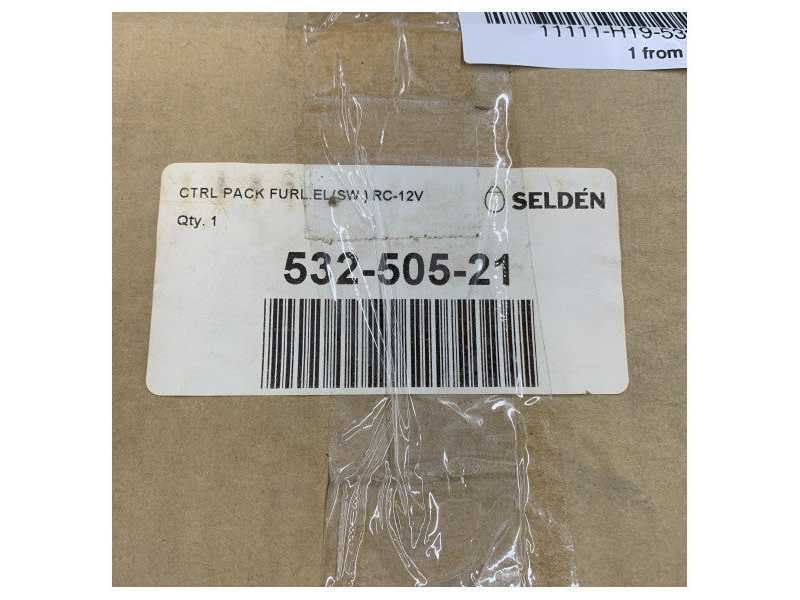 11111-H19-53
1 from
CTRL PACK FURL.EL(SW.) RC-12V
SELDÉN
Qty. 1
532-505-21